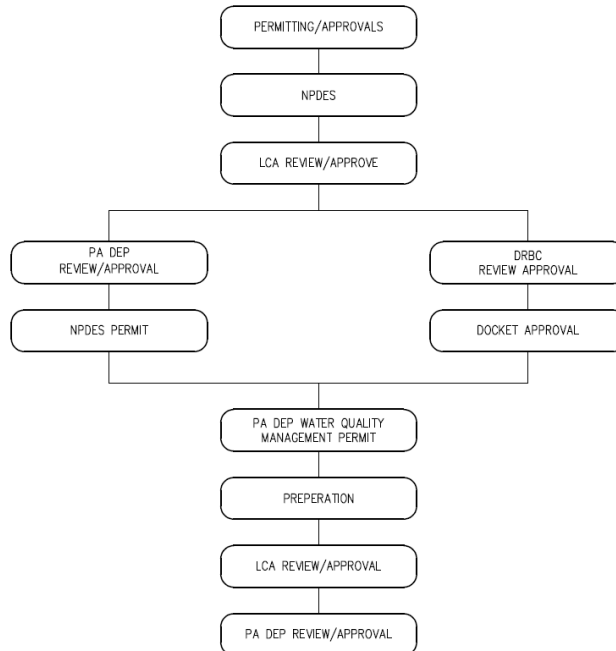 PERMITTING/APPROVALS
NPDES
LCA REVIEW/APPROVE
PA DEP
REVIEW/APPROVAL
DRBC
REVIEW APPROVAL
NPDES PERMIT
DOCKET APPROVAL
PA DEP WATER QUALITY
MANAGEMENT PERMIT
PREPERATION
LCA REVIEW/APPROVAL
PA DEP REVIEW/APPROVAL